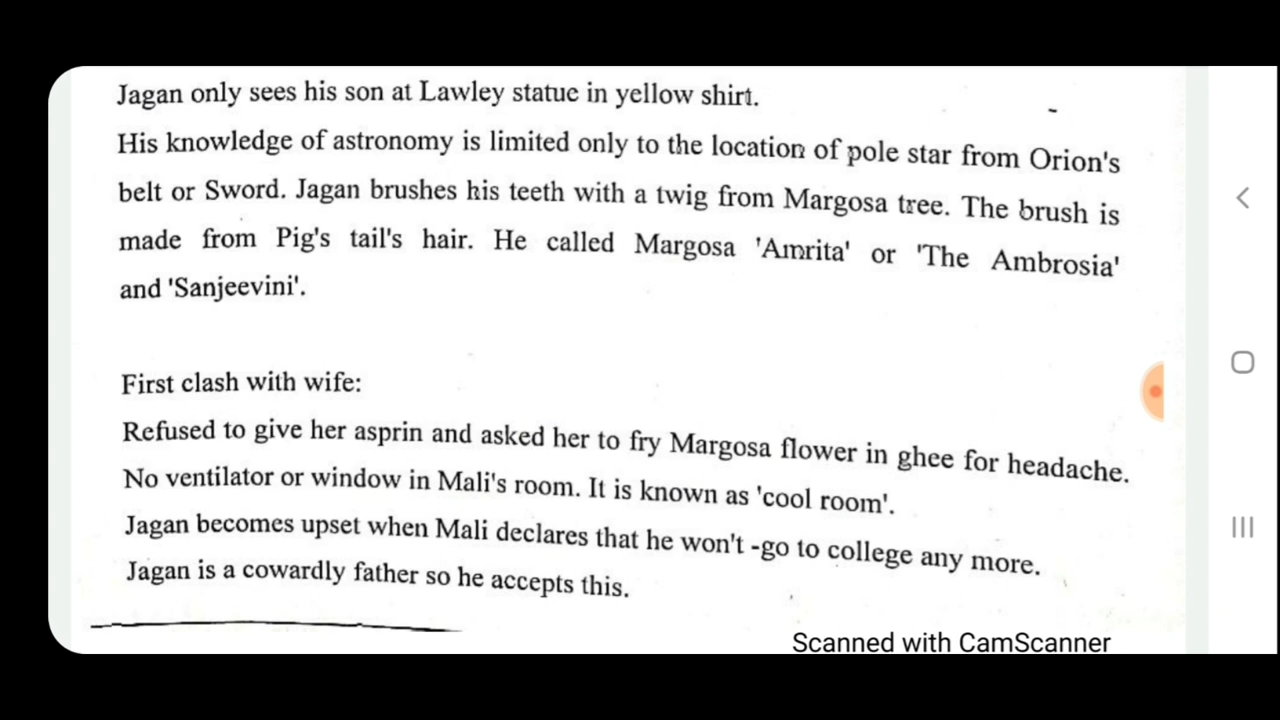 Jagan only sees his son at Lawley statue in yellow shirt.
His knowledge of astronomy is limited only to the location of pole star from Orion's
belt or Sword. Jagan brushes his teeth with a twig from Margosa tree. The brush is
made from Pig's tail's hair. He called Margosa 'Amrita' or 'The Ambrosia'
and 'Sanjeevini'.
First clash with wife:
Refused to give her asprin and asked her to fry Margosa flower in ghee for headache.
No ventilator or window in Mali's room. It is known as 'cool room'.
Jagan becomes upset when Mali declares that he won't -go to college any more.
Jagan is a cowardly father so he accepts this.
Scanned with CamScanner